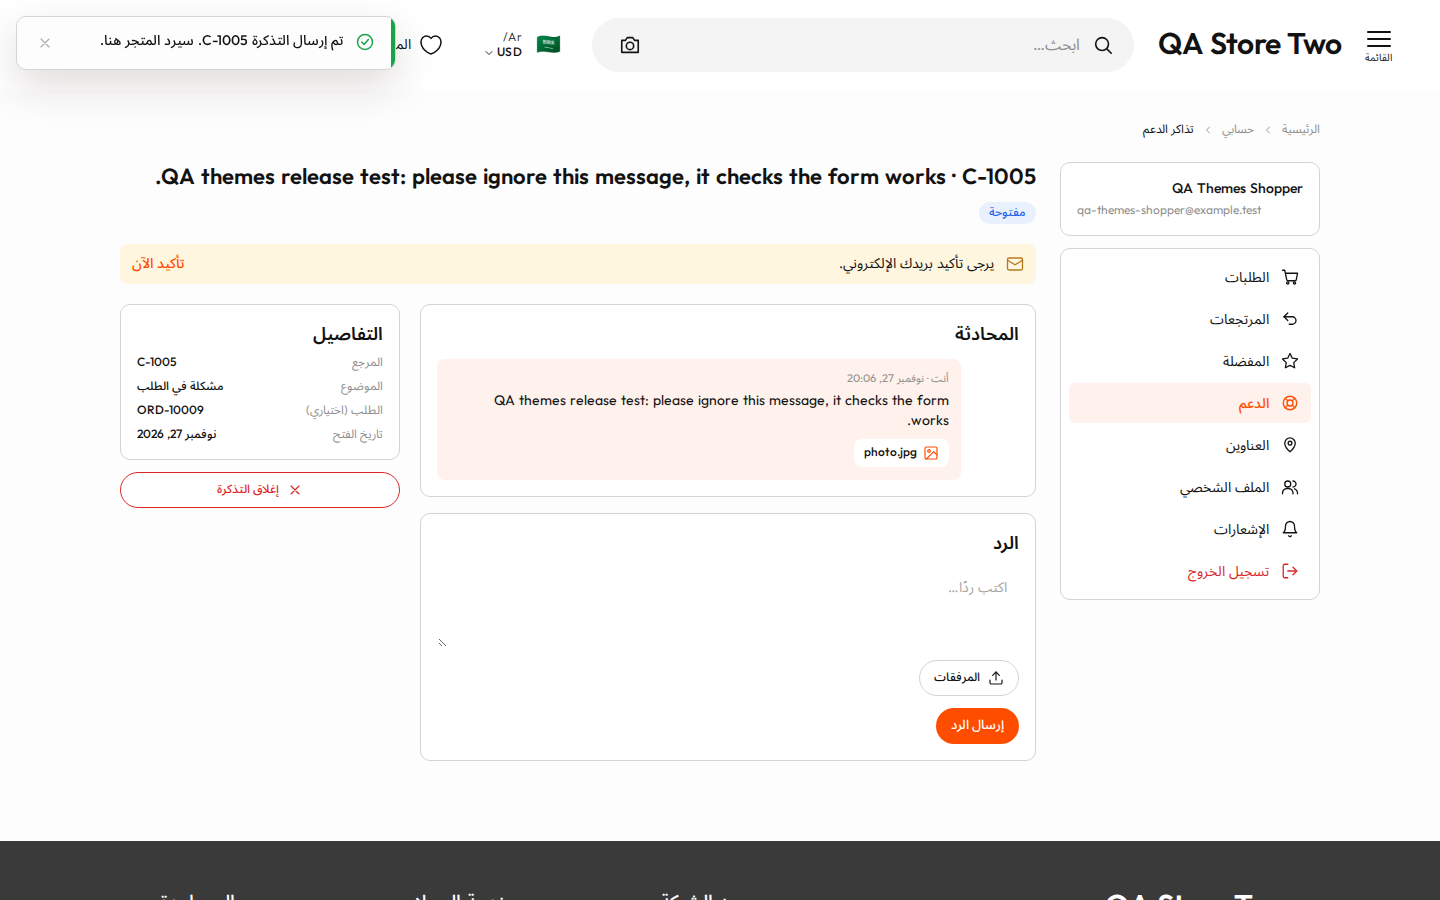 القائمة
QA Store Two
ابحث...
Ar/
USD
تم إرسال التذكرة C-1005. سيرد المتجر هنا.
الرئيسية
حسابي
تذاكر الدعم
QA Themes Shopper
qa-themes-shopper@example.test
الطلبات
المرتجعات
المفضلة
الدعم
العناوين
الملف الشخصي
الإشعارات
تسجيل الخروج
QA themes release test: please ignore this message, it checks the form works · C-1005.
مفتوحة
يرجى تأكيد بريدك الإلكتروني.
تأكيد الآن
المحادثة
أنت · نوفمبر 27, 20:06
QA themes release test: please ignore this message, it checks the form
works.
photo.jpg
الرد
اكتب ردًا...
المرفقات
إرسال الرد
التفاصيل
المرجع C-1005
الموضوع مشكلة في الطلب
الطلب (اختياري) ORD-10009
تاريخ الفتح نوفمبر 27, 2026
إغلاق التذكرة